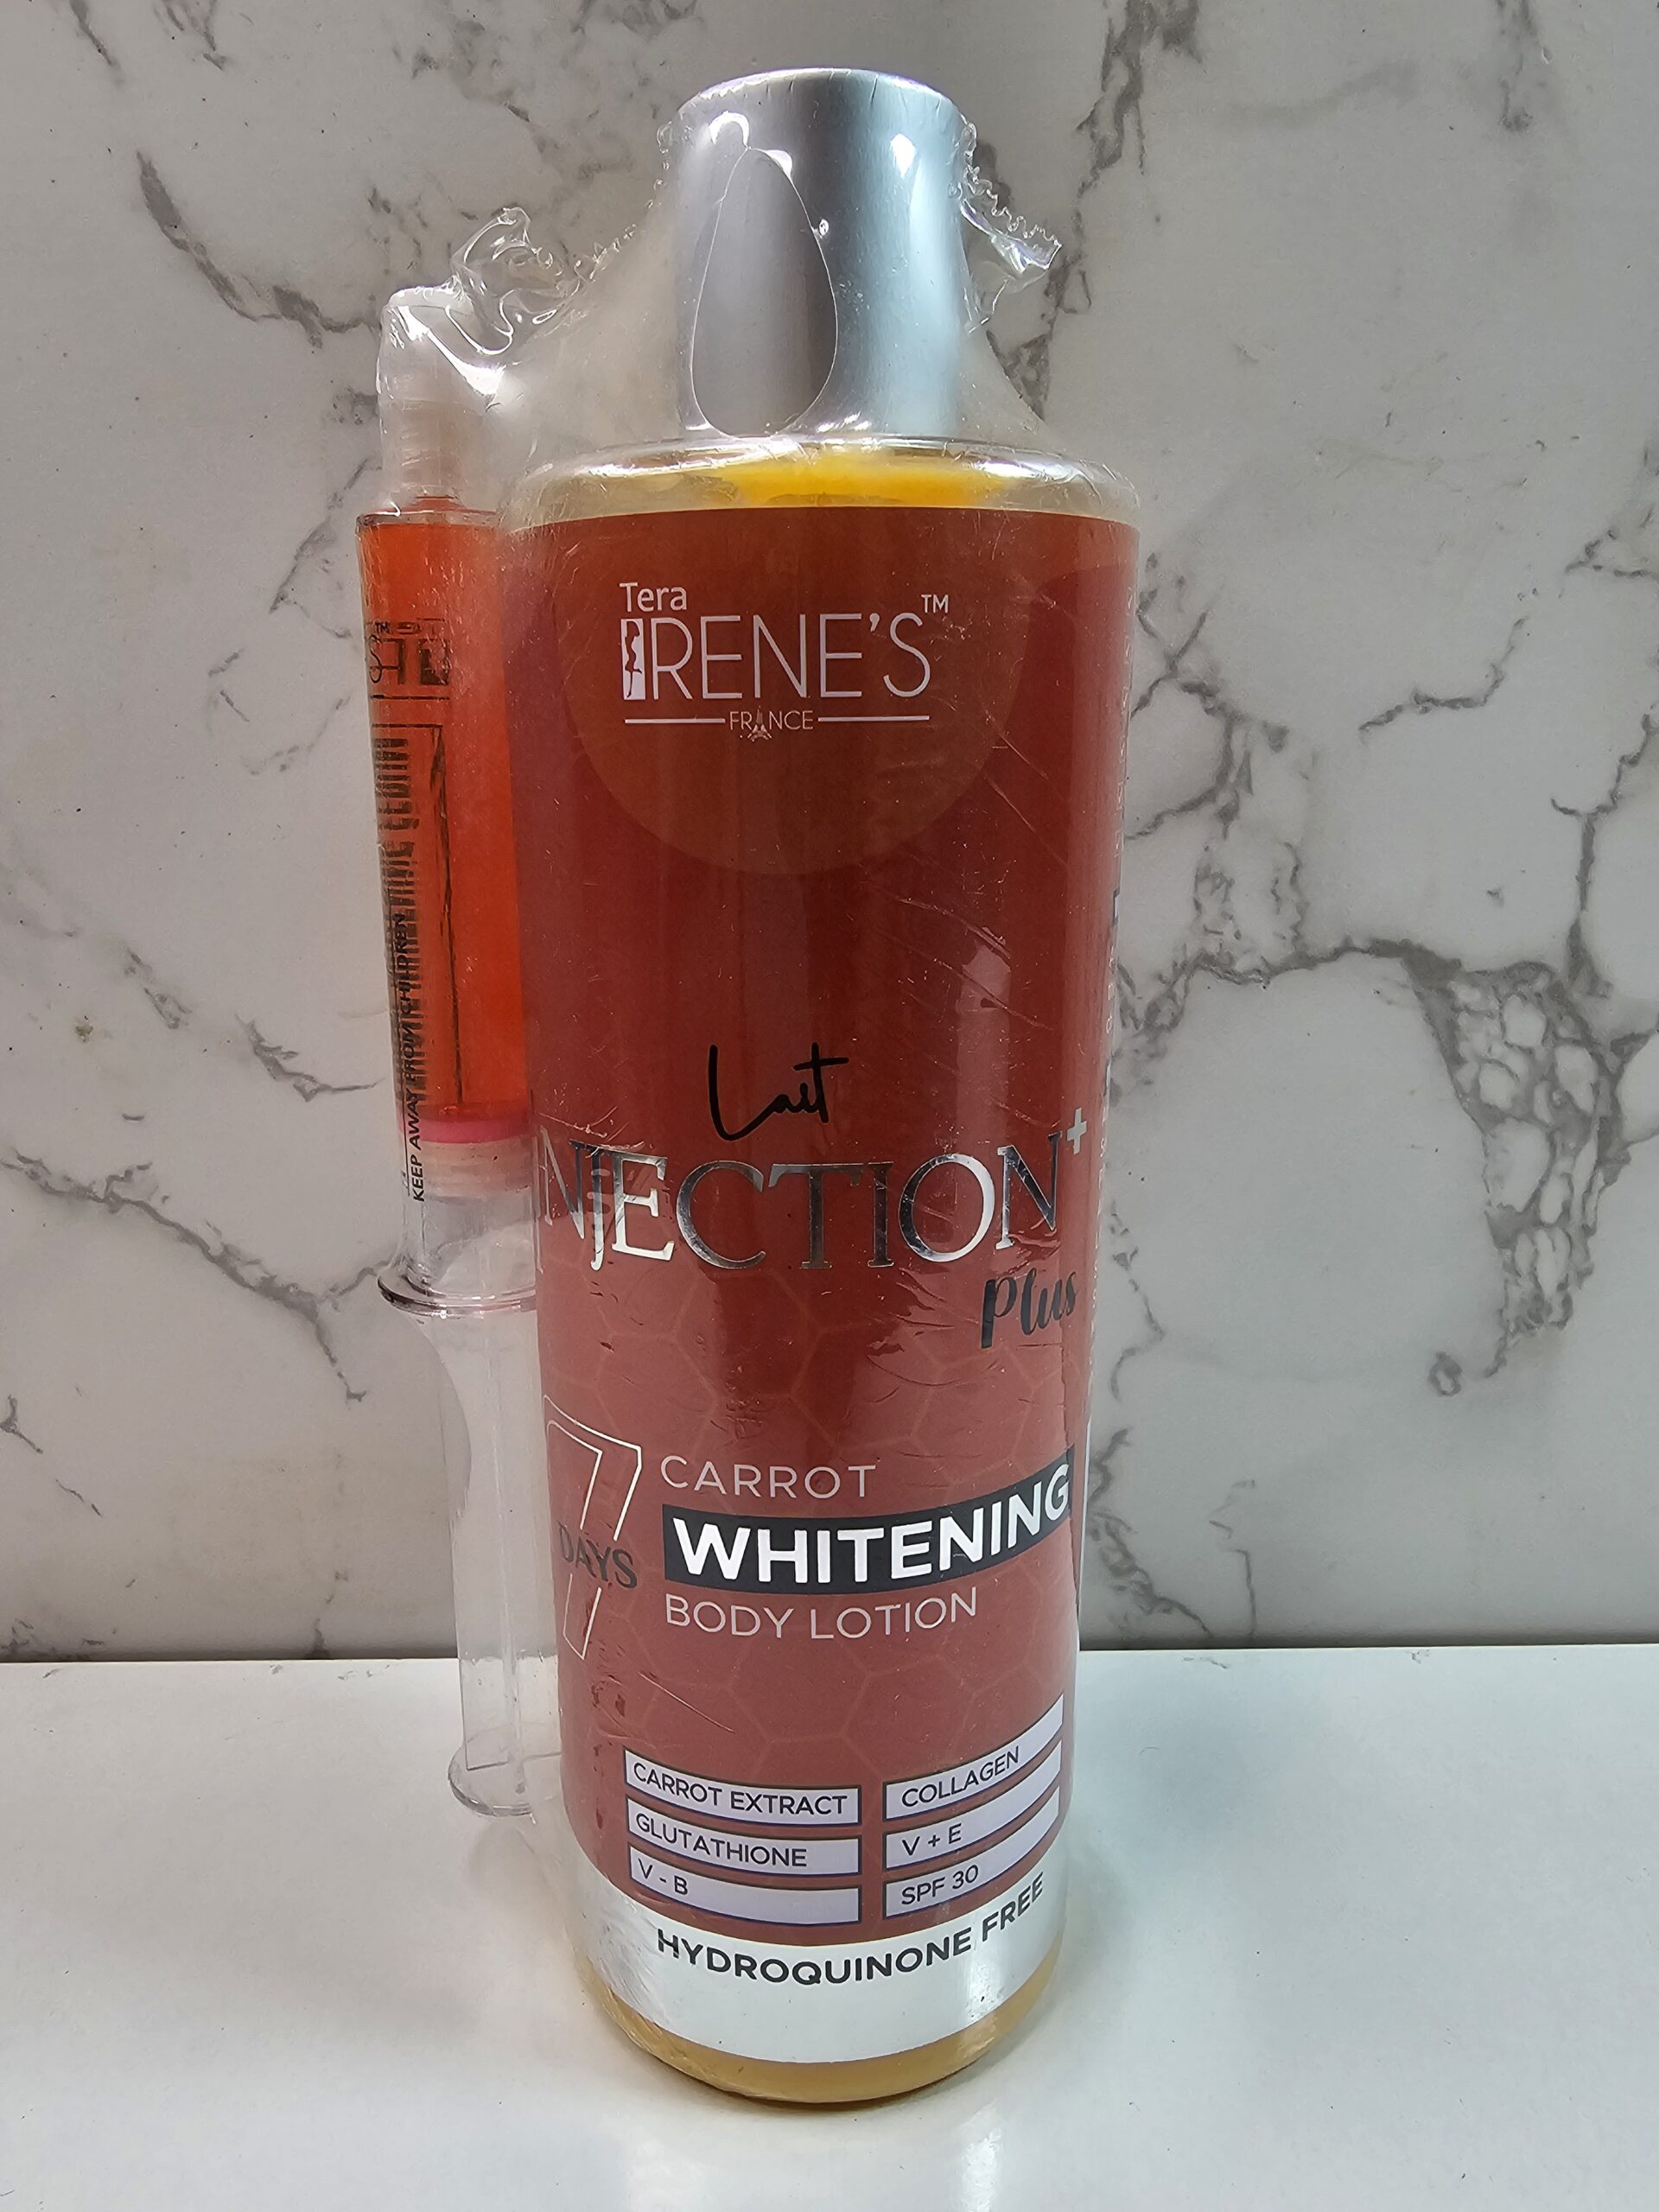 Tera
IRENE'S™
FRANCE
Lait
INJECTION+
Plus
7
DAYS
CARROT
WHITENING
BODY LOTION
CARROT EXTRACT
GLUTATHIONE
V - B
COLLAGEN
V + E
SPF 30
HYDROQUINONE FREE
KEEP AWAY FROM CHILDREN